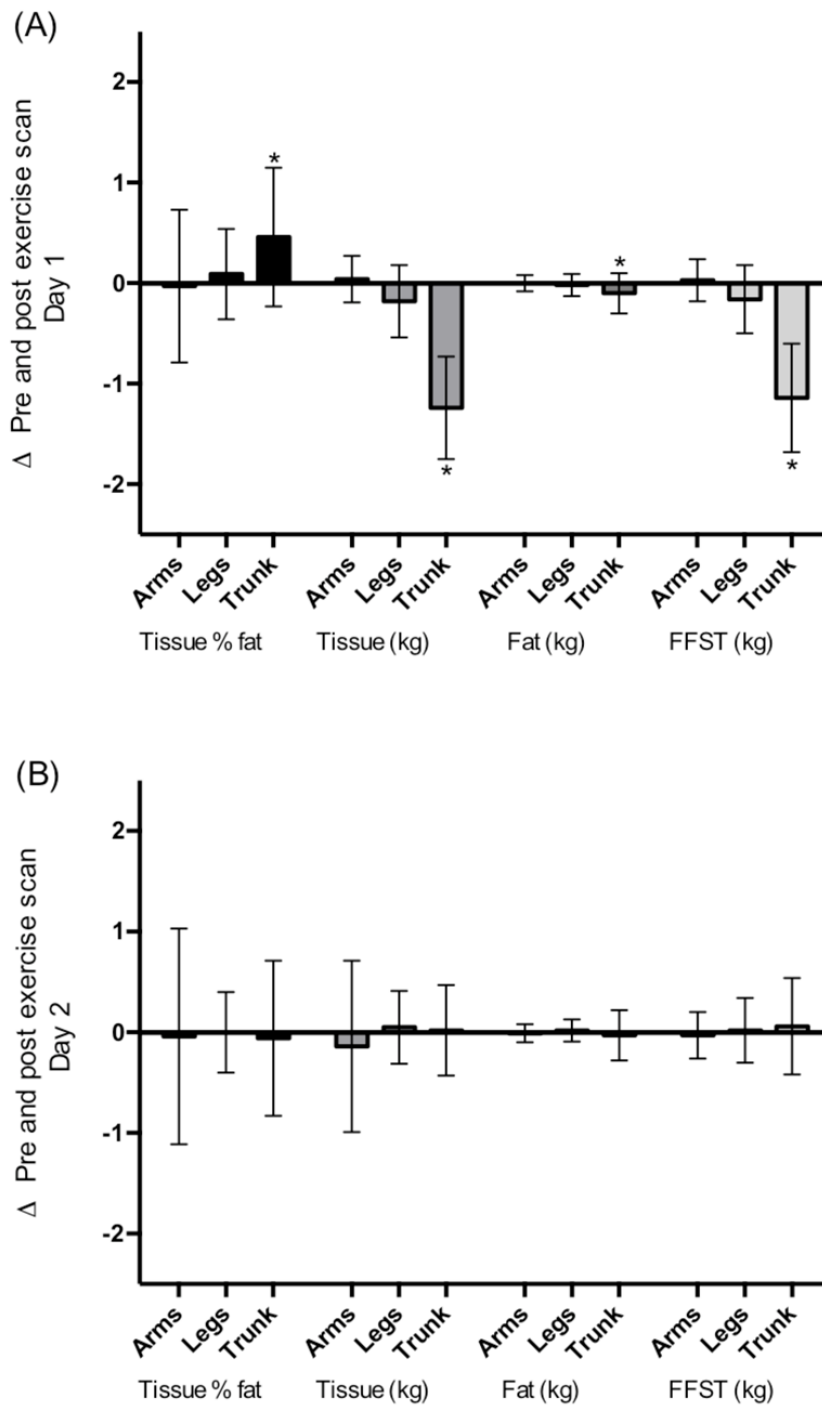 (A)
Δ Pre and post exercise scan
Day 1
2
1
0
-1
-2
*
*
*
*
Arms Legs Trunk Arms Legs Trunk Arms Legs Trunk Arms Legs Trunk
Tissue % fat Tissue (kg) Fat (kg) FFST (kg)
(B)
Δ Pre and post exercise scan
Day 2
2
1
0
-1
-2
Arms Legs Trunk Arms Legs Trunk Arms Legs Trunk Arms Legs Trunk
Tissue % fat Tissue (kg) Fat (kg) FFST (kg)